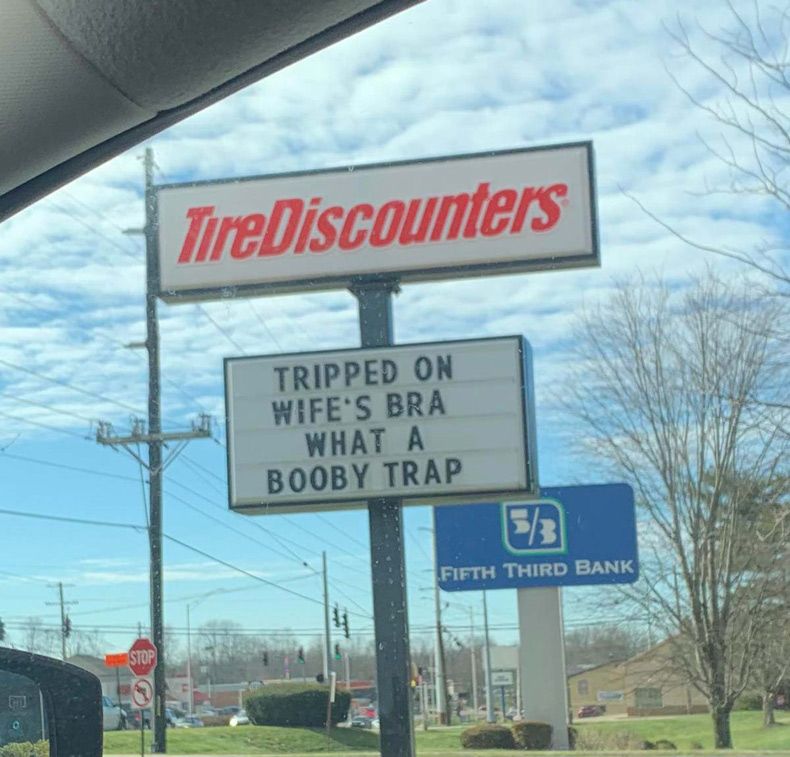 TireDiscounters
TRIPPED ON
WIFE'S BRA
WHAT A
BOOBY TRAP
5/3
FIFTH THIRD BANK
STOP